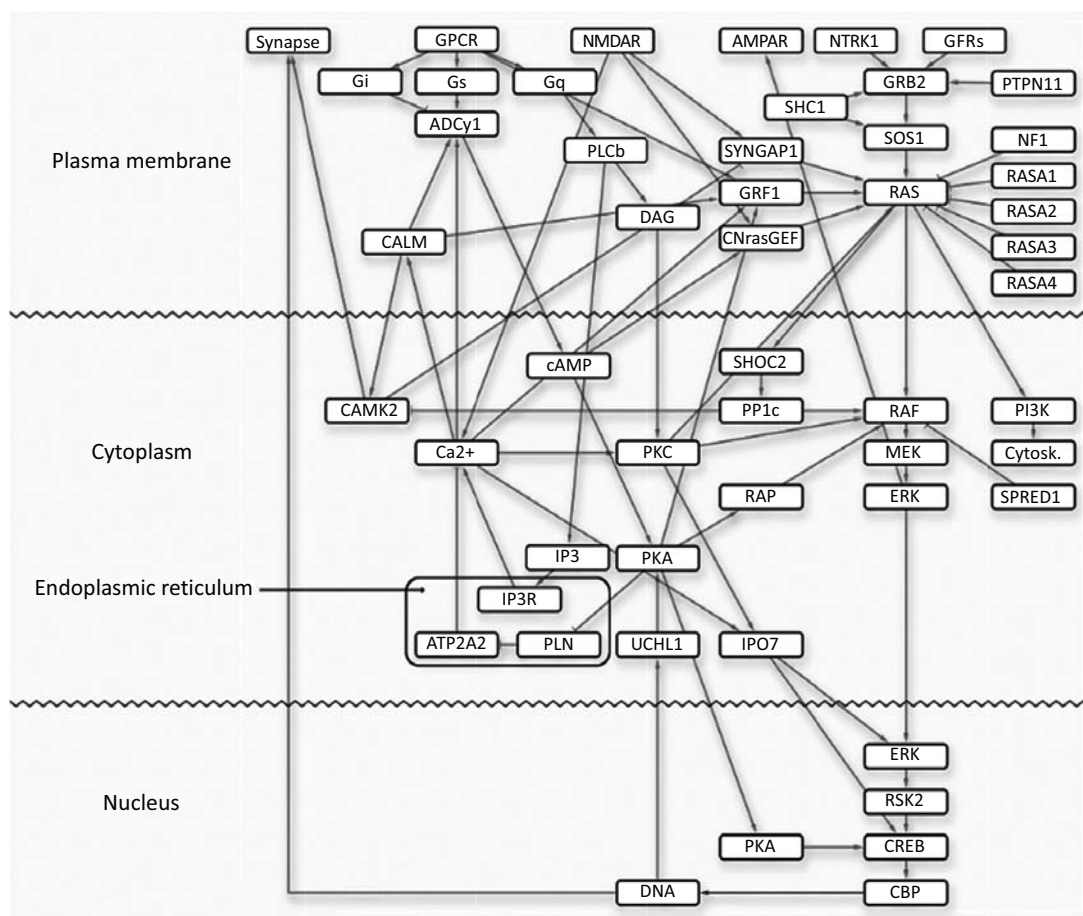 Synapse
GPCR
NMDAR
AMPAR
NTRK1
GFRs
Gi
Gs
Gq
GRB2
PTPN11
SHC1
ADCy1
SOS1
NF1
Plasma membrane
PLCb
SYNGAP1
RASA1
GRF1
RAS
DAG
RASA2
CALM
CNrasGEF
RASA3
RASA4
cAMP
SHOC2
CAMK2
PP1c
RAF
PI3K
Cytoplasm
Ca2+
PKC
MEK
Cytosk.
RAP
ERK
SPRED1
IP3
PKA
Endoplasmic reticulum
IP3R
ATP2A2
PLN
UCHL1
IPO7
ERK
Nucleus
RSK2
PKA
CREB
DNA
CBP